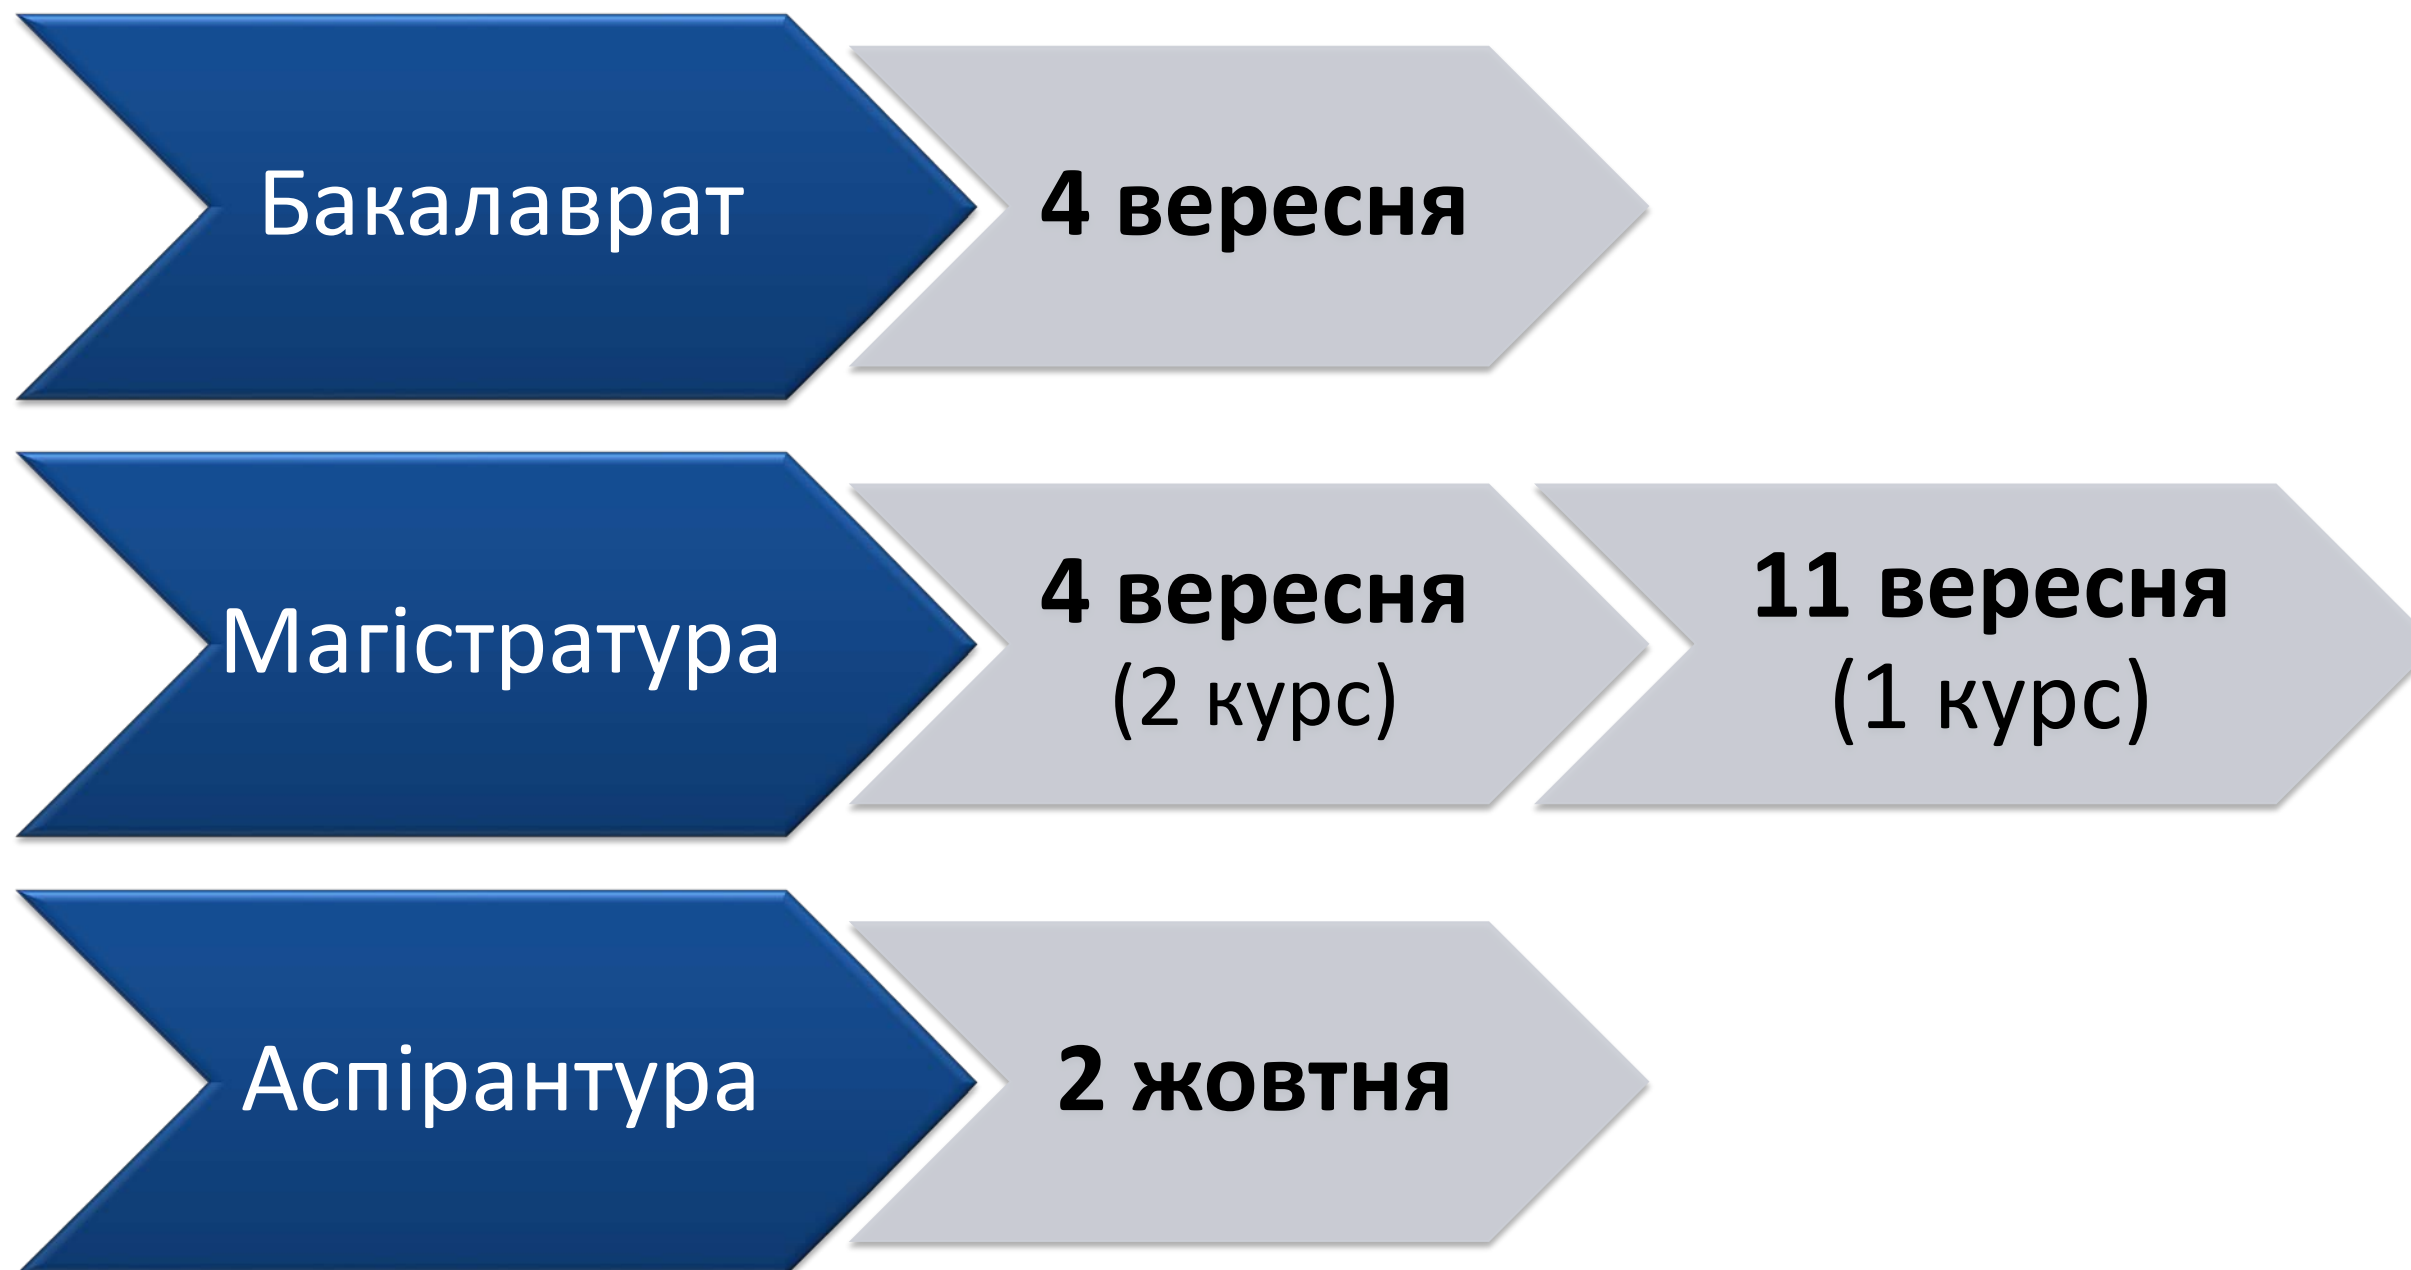 Бакалаврат
4 вересня
Магістратура
4 вересня
(2 курс)
11 вересня
(1 курс)
Аспірантура
2 жовтня